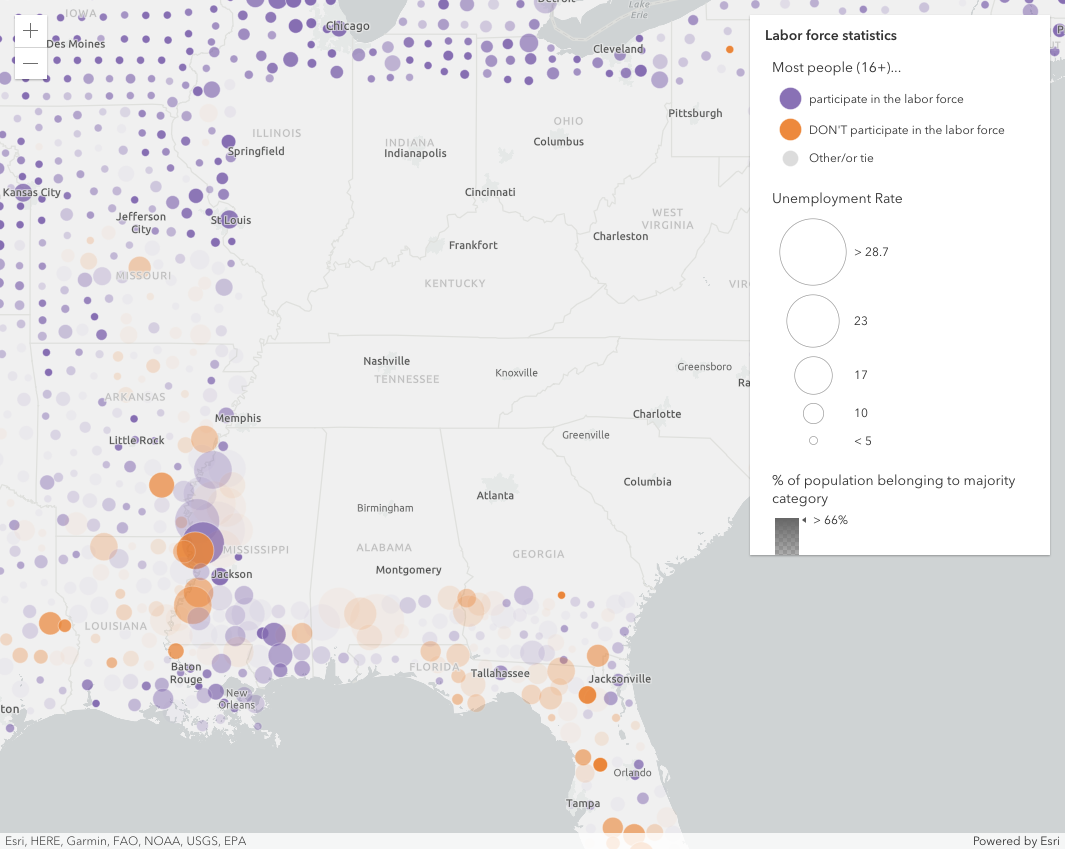 IOWA
Des Moines
Chicago
Detroit
Lake
Erie
Cleveland
Pittsburgh
ILLINOIS
Springfield
INDIANA
Indianapolis
OHIO
Columbus
Kansas City
Jefferson
City
St Louis
Cincinnati
WEST
VIRGINIA
Charleston
Frankfort
MISSOURI
KENTUCKY
VIR
Nashville
TENNESSEE
Knoxville
Greensboro
Ra
ARKANSAS
Memphis
Charlotte
Little Rock
Greenville
Columbia
Atlanta
Birmingham
MISSISSIPPI
ALABAMA
GEORGIA
Jackson
Montgomery
LOUISIANA
Baton
Rouge
New
Orleans
FLORIDA
Tallahassee
Jacksonville
ton
Orlando
Tampa
Labor force statistics
Most people (16+)...
participate in the labor force
DON'T participate in the labor force
Other/or tie
Unemployment Rate
> 28.7
23
17
10
< 5
% of population belonging to majority
category
> 66%
Esri, HERE, Garmin, FAO, NOAA, USGS, EPA
Powered by Esri